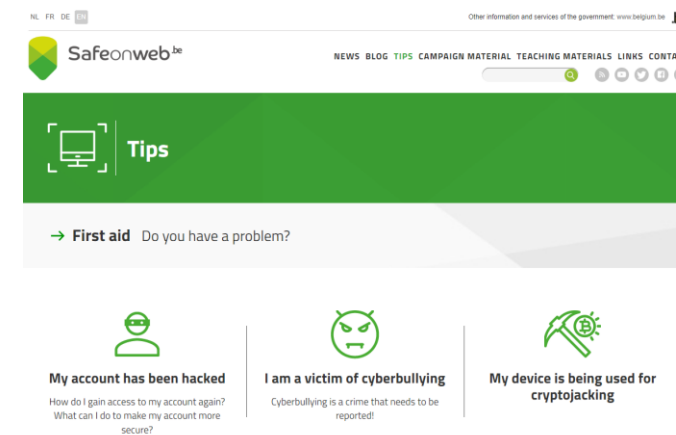 NL FR DE EN
Other information and services of the government: www.belgium.be
Safeonweb.be
NEWS BLOG TIPS CAMPAIGN MATERIAL TEACHING MATERIALS LINKS CONTA
Tips
→ First aid Do you have a problem?
My account has been hacked
How do I gain access to my account again?
What can I do to make my account more
secure?
I am a victim of cyberbullying
Cyberbullying is a crime that needs to be
reported!
My device is being used for
cryptojacking